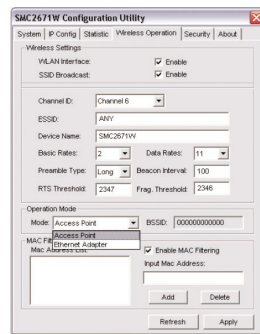 SMC2671W Configuration Utility
System IP Config Statistic Wireless Operation Security About
Wireless Settings
WLAN Interface: Enable
SSID Broadcast: Enable
Channel ID: Channel 6
ESSID: ANY
Device Name: SMC2671W
Basic Rates: 2 Data Rates: 11
Preamble Type: Long Beacon Interval: 100
RTS Threshold: 2347 Frag. Threshold: 2346
Operation Mode
Mode: Access Point BSSID: 000000000000
Access Point
Ethernet Adapter
Mac Address List: Enable MAC Filtering
Input Mac Address:
Add Delete
Refresh Apply